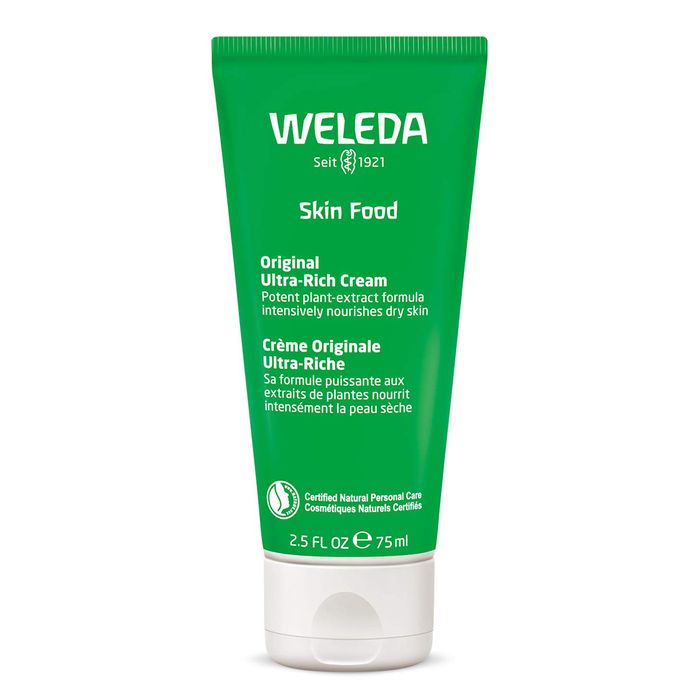 WELEDA
Seit 1921
Skin Food
Original
Ultra-Rich Cream
Potent plant-extract formula
intensively nourishes dry skin
Crème Originale
Ultra-Riche
Sa formule puissante aux
extraits de plantes nourrit
intensément la peau sèche
Certified Natural Personal Care
Cosmétiques Naturels Certifiés
2.5 FL OZ ℮ 75 ml